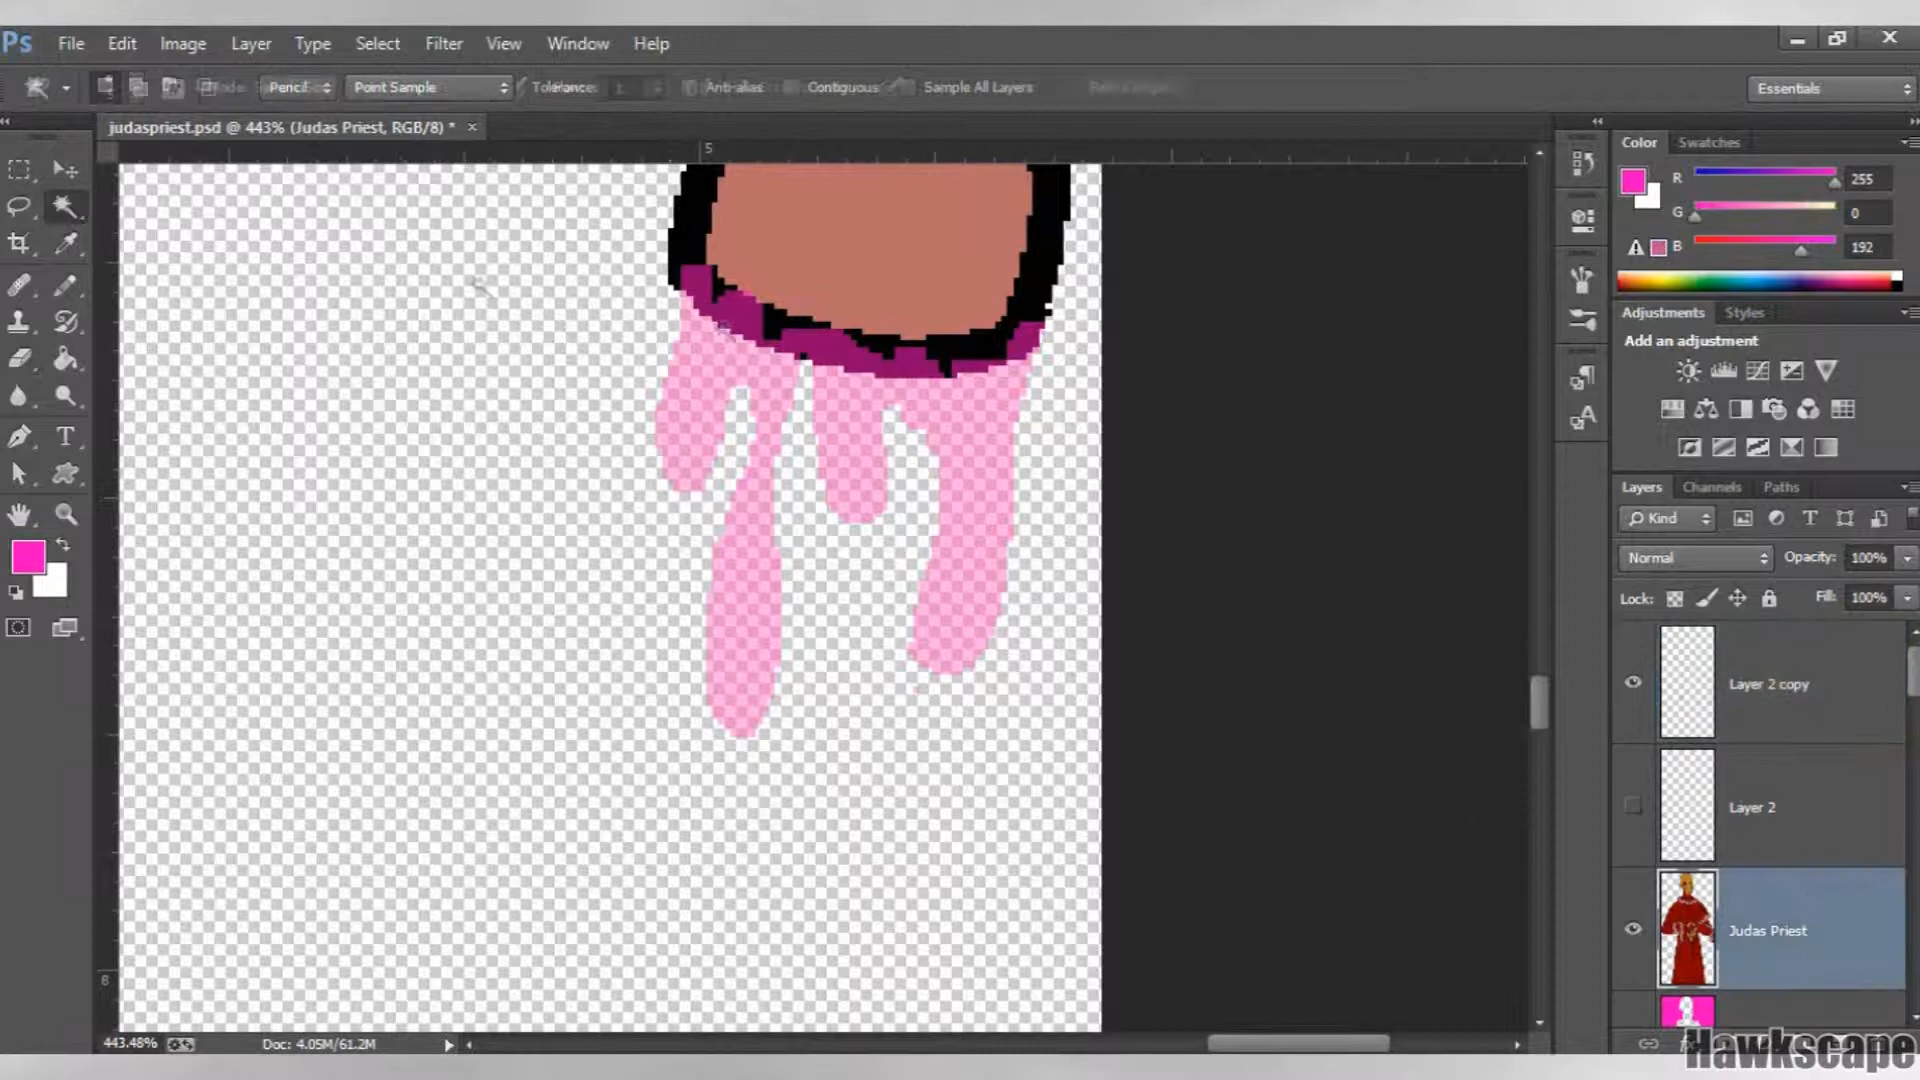 Ps File Edit Image Layer Type Select Filter View Window Help
Pencil Point Sample Tolerance: 1 Anti-alias Contiguous Sample All Layers Essentials
judaspriest.psd @ 443% (Judas Priest, RGB/8) * ×
5
8
Color Swatches
R 255
G 0
B 192
Adjustments Styles
Add an adjustment
Layers Channels Paths
Kind
Normal Opacity: 100%
Lock: Fill: 100%
Layer 2 copy
Layer 2
Judas Priest
443.48% Doc: 4.05M/61.2M
Hawkscape